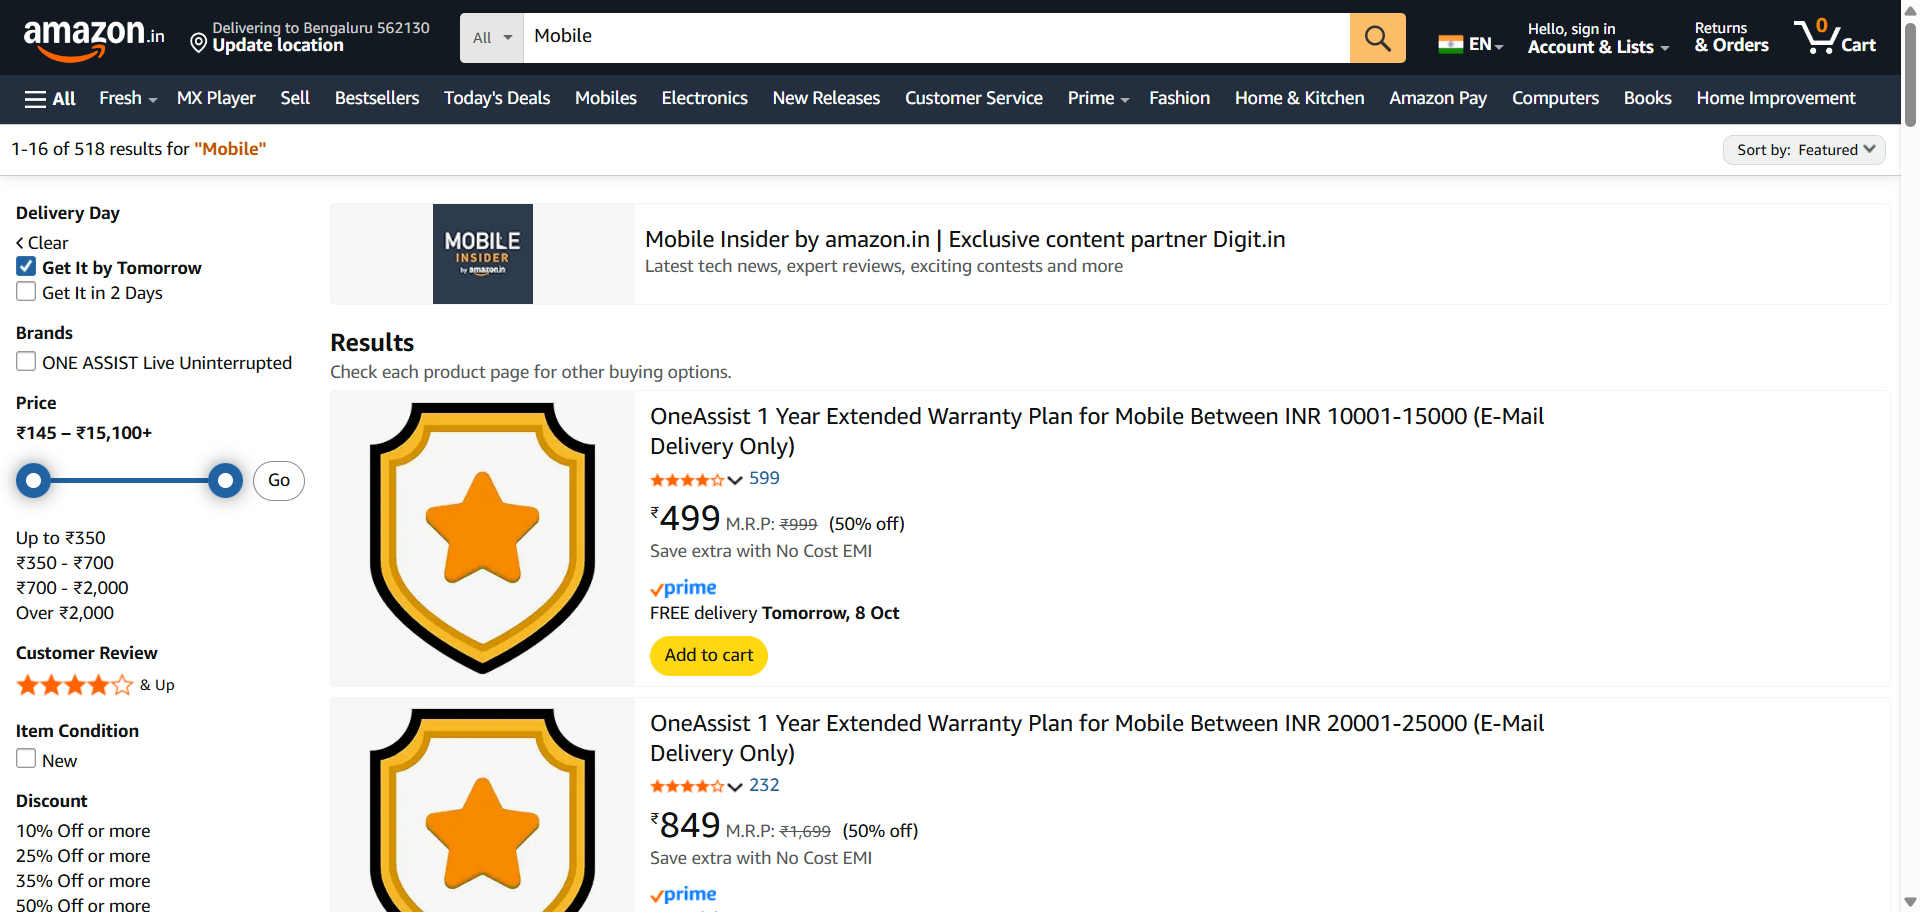 amazon.in
Delivering to Bengaluru 562130
Update location
All
Mobile
EN
Hello, sign in
Account & Lists
Returns
& Orders
0
Cart
All
Fresh
MX Player
Sell
Bestsellers
Today's Deals
Mobiles
Electronics
New Releases
Customer Service
Prime
Fashion
Home & Kitchen
Amazon Pay
Computers
Books
Home Improvement
1-16 of 518 results for "Mobile"
Sort by: Featured
Delivery Day
Clear
Get It by Tomorrow
Get It in 2 Days
Brands
ONE ASSIST Live Uninterrupted
Price
₹145 – ₹15,100+
Go
Up to ₹350
₹350 - ₹700
₹700 - ₹2,000
Over ₹2,000
Customer Review
& Up
Item Condition
New
Discount
10% Off or more
25% Off or more
35% Off or more
50% Off or more
MOBILE
INSIDER
by amazon.in
Mobile Insider by amazon.in | Exclusive content partner Digit.in
Latest tech news, expert reviews, exciting contests and more
Results
Check each product page for other buying options.
OneAssist 1 Year Extended Warranty Plan for Mobile Between INR 10001-15000 (E-Mail
Delivery Only)
599
₹499 M.R.P: ₹999 (50% off)
Save extra with No Cost EMI
prime
FREE delivery Tomorrow, 8 Oct
Add to cart
OneAssist 1 Year Extended Warranty Plan for Mobile Between INR 20001-25000 (E-Mail
Delivery Only)
232
₹849 M.R.P: ₹1,699 (50% off)
Save extra with No Cost EMI
prime